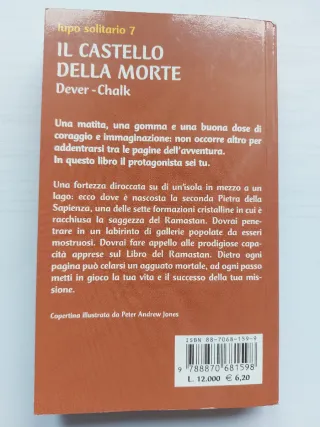 lupo solitario 7
IL CASTELLO
DELLA MORTE
Dever - Chalk
Una matita, una gomma e una buona dose di
coraggio e immaginazione: non occorre altro per
addentrarsi tra le pagine dell'avventura.
In questo libro il protagonista sei tu.
Una fortezza diroccata su di un'isola in mezzo a un
lago: ecco dove è nascosta la seconda Pietra della
Sapienza, una delle sette formazioni cristalline in cui è
racchiusa la saggezza del Ramastan. Dovrai pene-
trare in un labirinto di gallerie popolate da esseri
mostruosi. Dovrai fare appello alle prodigiose capa-
cità apprese sul Libro del Ramastan. Dietro ogni
pagina può celarsi un agguato mortale, ad ogni passo
metti in gioco la tua vita e il successo della tua mis-
sione.
Copertina illustrata da Peter Andrew Jones
ISBN 88-7068-159-9
9 788870 681598
L. 12.000 € 6,20